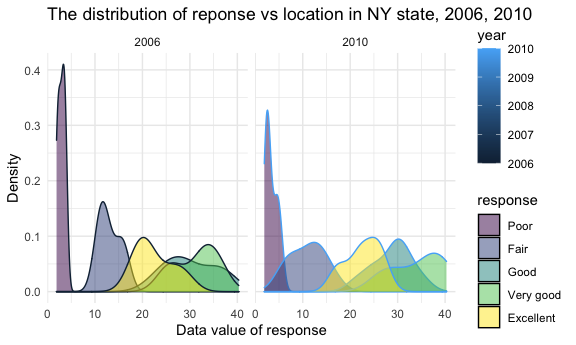 The distribution of reponse vs location in NY state, 2006, 2010
2006
2010
Density
0.4
0.3
0.2
0.1
0.0
0 10 20 30 40
0 10 20 30 40
Data value of response
year
2010
2009
2008
2007
2006
response
Poor
Fair
Good
Very good
Excellent